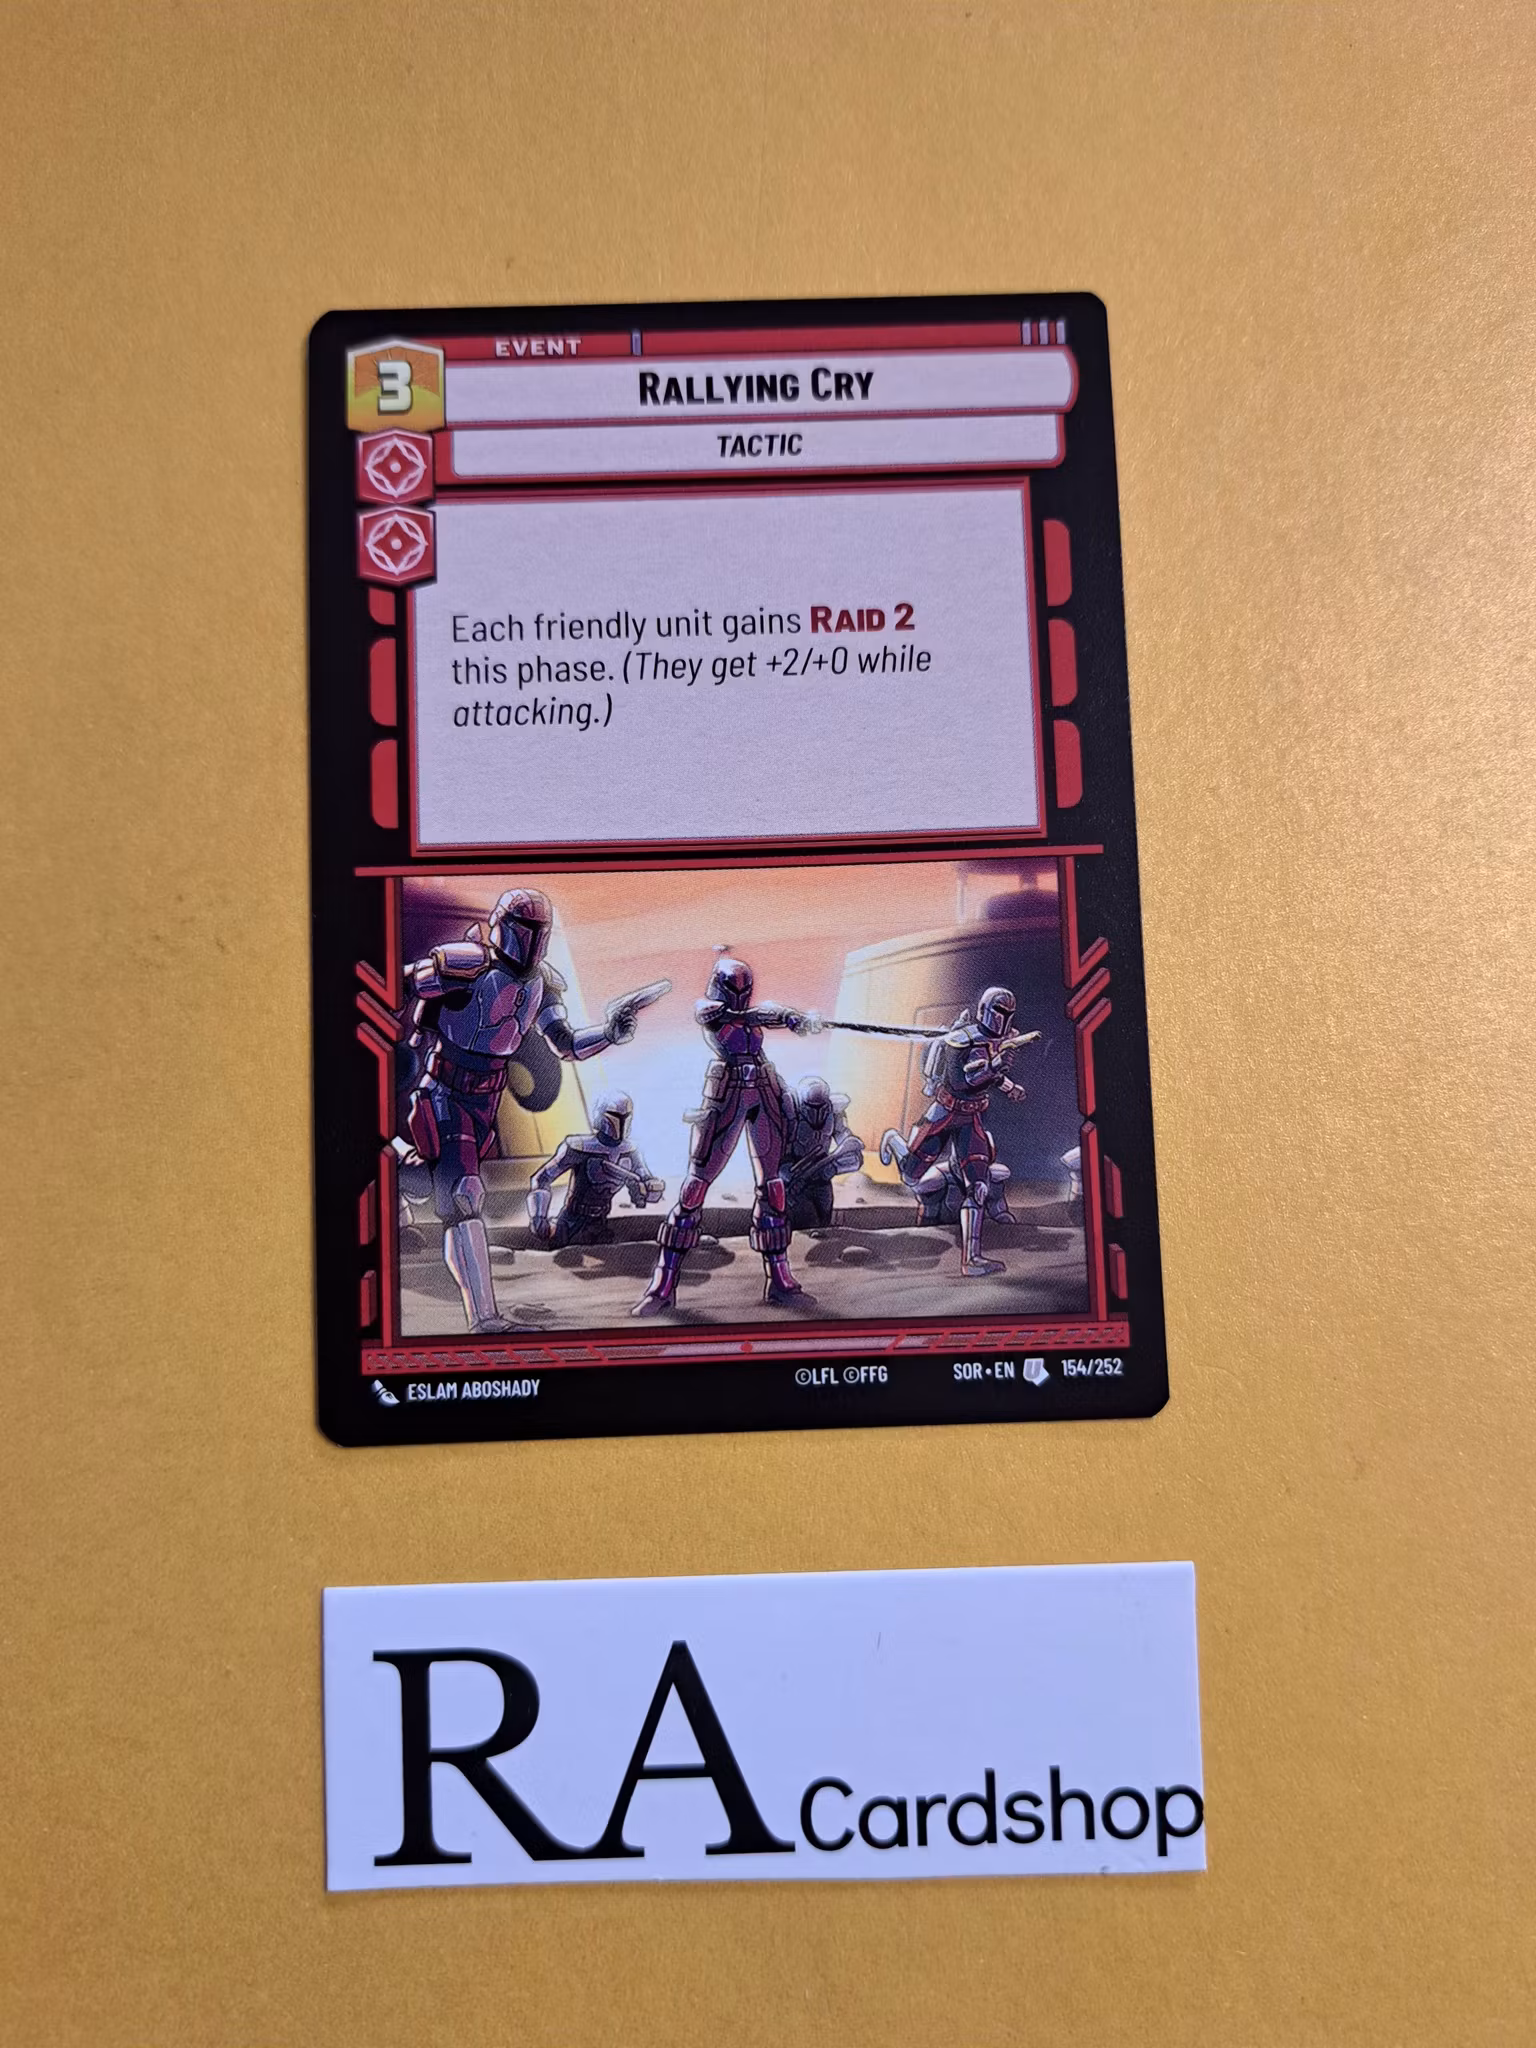 EVENT
3
RALLYING CRY
TACTIC
Each friendly unit gains RAID 2
this phase. (They get +2/+0 while
attacking.)
ESLAM ABOSHADY
©LFL ©FFG
SOR • EN U 154/252
RA Cardshop